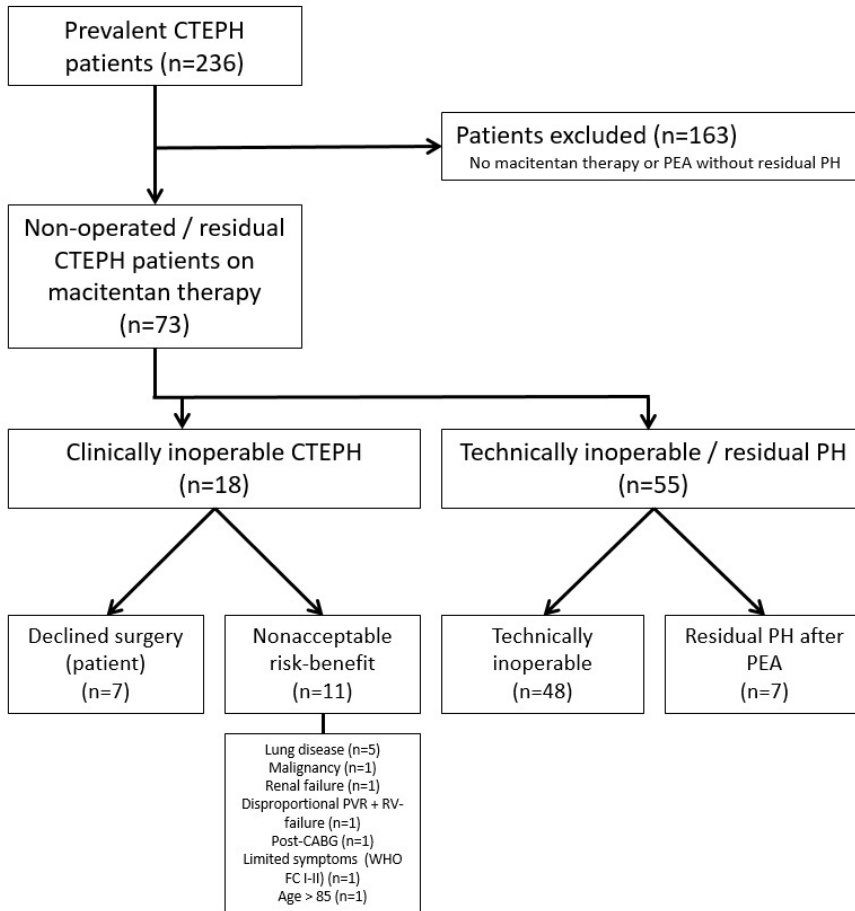 Prevalent CTEPH
patients (n=236)
Patients excluded (n=163)
No macitentan therapy or PEA without residual PH
Non-operated / residual
CTEPH patients on
macitentan therapy
(n=73)
Clinically inoperable CTEPH
(n=18)
Technically inoperable / residual PH
(n=55)
Declined surgery
(patient)
(n=7)
Nonacceptable
risk-benefit
(n=11)
Technically
inoperable
(n=48)
Residual PH after
PEA
(n=7)
Lung disease (n=5)
Malignancy (n=1)
Renal failure (n=1)
Disproportional PVR + RV-
failure (n=1)
Post-CABG (n=1)
Limited symptoms (WHO
FC I-II) (n=1)
Age > 85 (n=1)